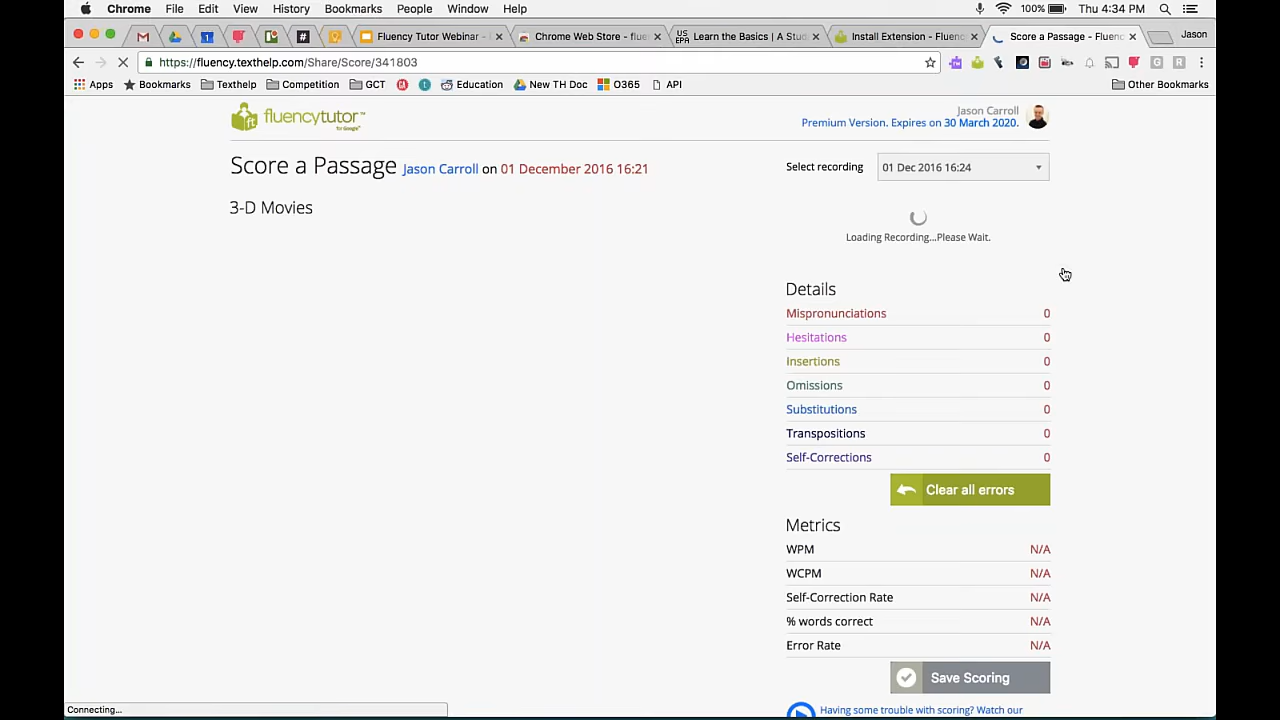 Chrome File Edit View History Bookmarks People Window Help 100% Thu 4:34 PM
Fluency Tutor Webinar - Chrome Web Store - flue US EPA Learn the Basics | A Stud Install Extension - Fluenc Score a Passage - Fluenc Jason
https://fluency.texthelp.com/Share/Score/341803
Apps Bookmarks Texthelp Competition GCT Education New TH Doc O365 API Other Bookmarks
fluencytutor™
for Google™
Jason Carroll
Premium Version. Expires on 30 March 2020.
Score a Passage Jason Carroll on 01 December 2016 16:21
Select recording 01 Dec 2016 16:24
3-D Movies
Loading Recording...Please Wait.
Details
Mispronunciations 0
Hesitations 0
Insertions 0
Omissions 0
Substitutions 0
Transpositions 0
Self-Corrections 0
Clear all errors
Metrics
WPM N/A
WCPM N/A
Self-Correction Rate N/A
% words correct N/A
Error Rate N/A
Save Scoring
Having some trouble with scoring? Watch our
Connecting...